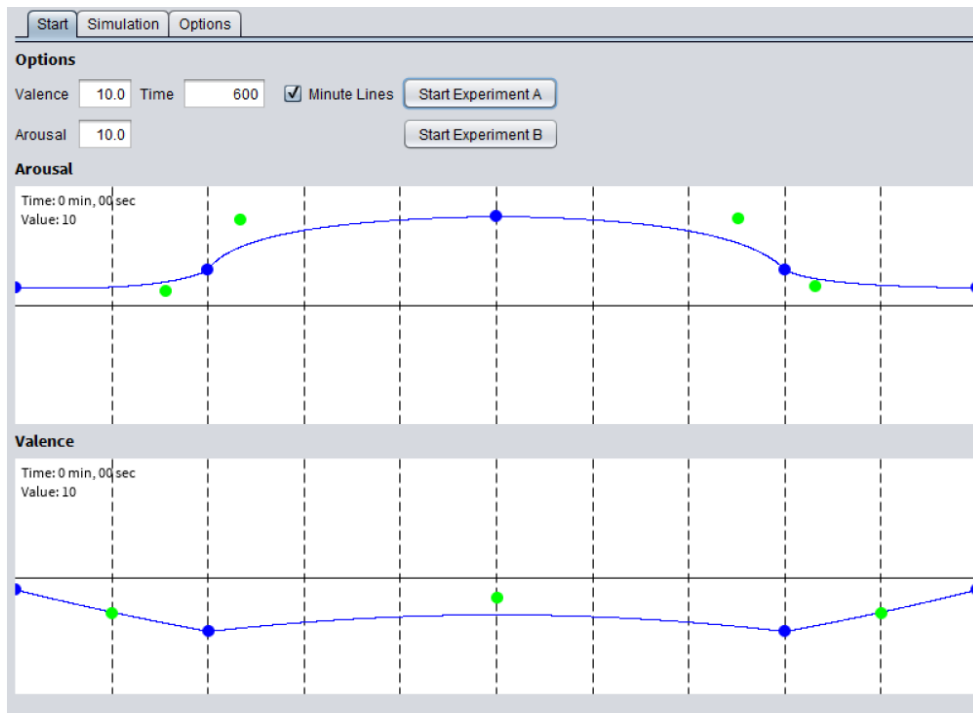 Start Simulation Options
Options
Valence 10.0 Time 600 Minute Lines Start Experiment A
Arousal 10.0 Start Experiment B
Arousal
Time: 0 min, 00 sec
Value: 10
Valence
Time: 0 min, 00 sec
Value: 10